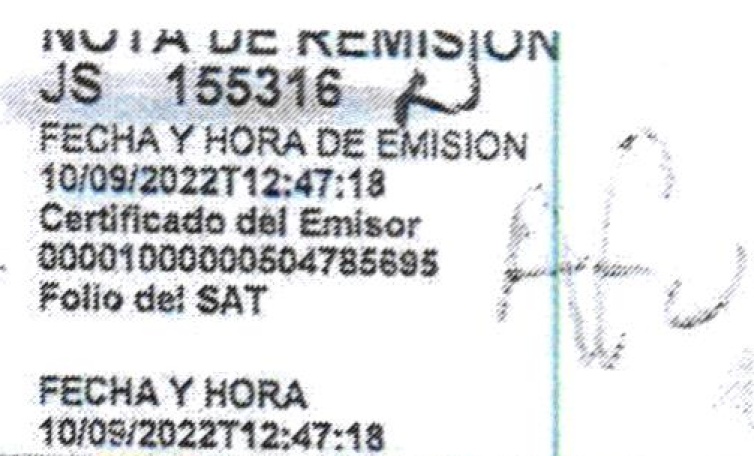 NOTA DE REMISION
JS 155316
FECHA Y HORA DE EMISION
10/09/2022T12:47:18
Certificado del Emisor
00001000000504785695
Folio del SAT
FECHA Y HORA
10/09/2022T12:47:18